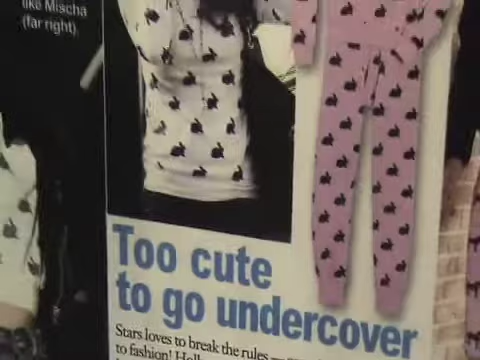 like Mischa
(far right).
Too cute
to go undercover
Stars loves to break the rules —
to fashion!